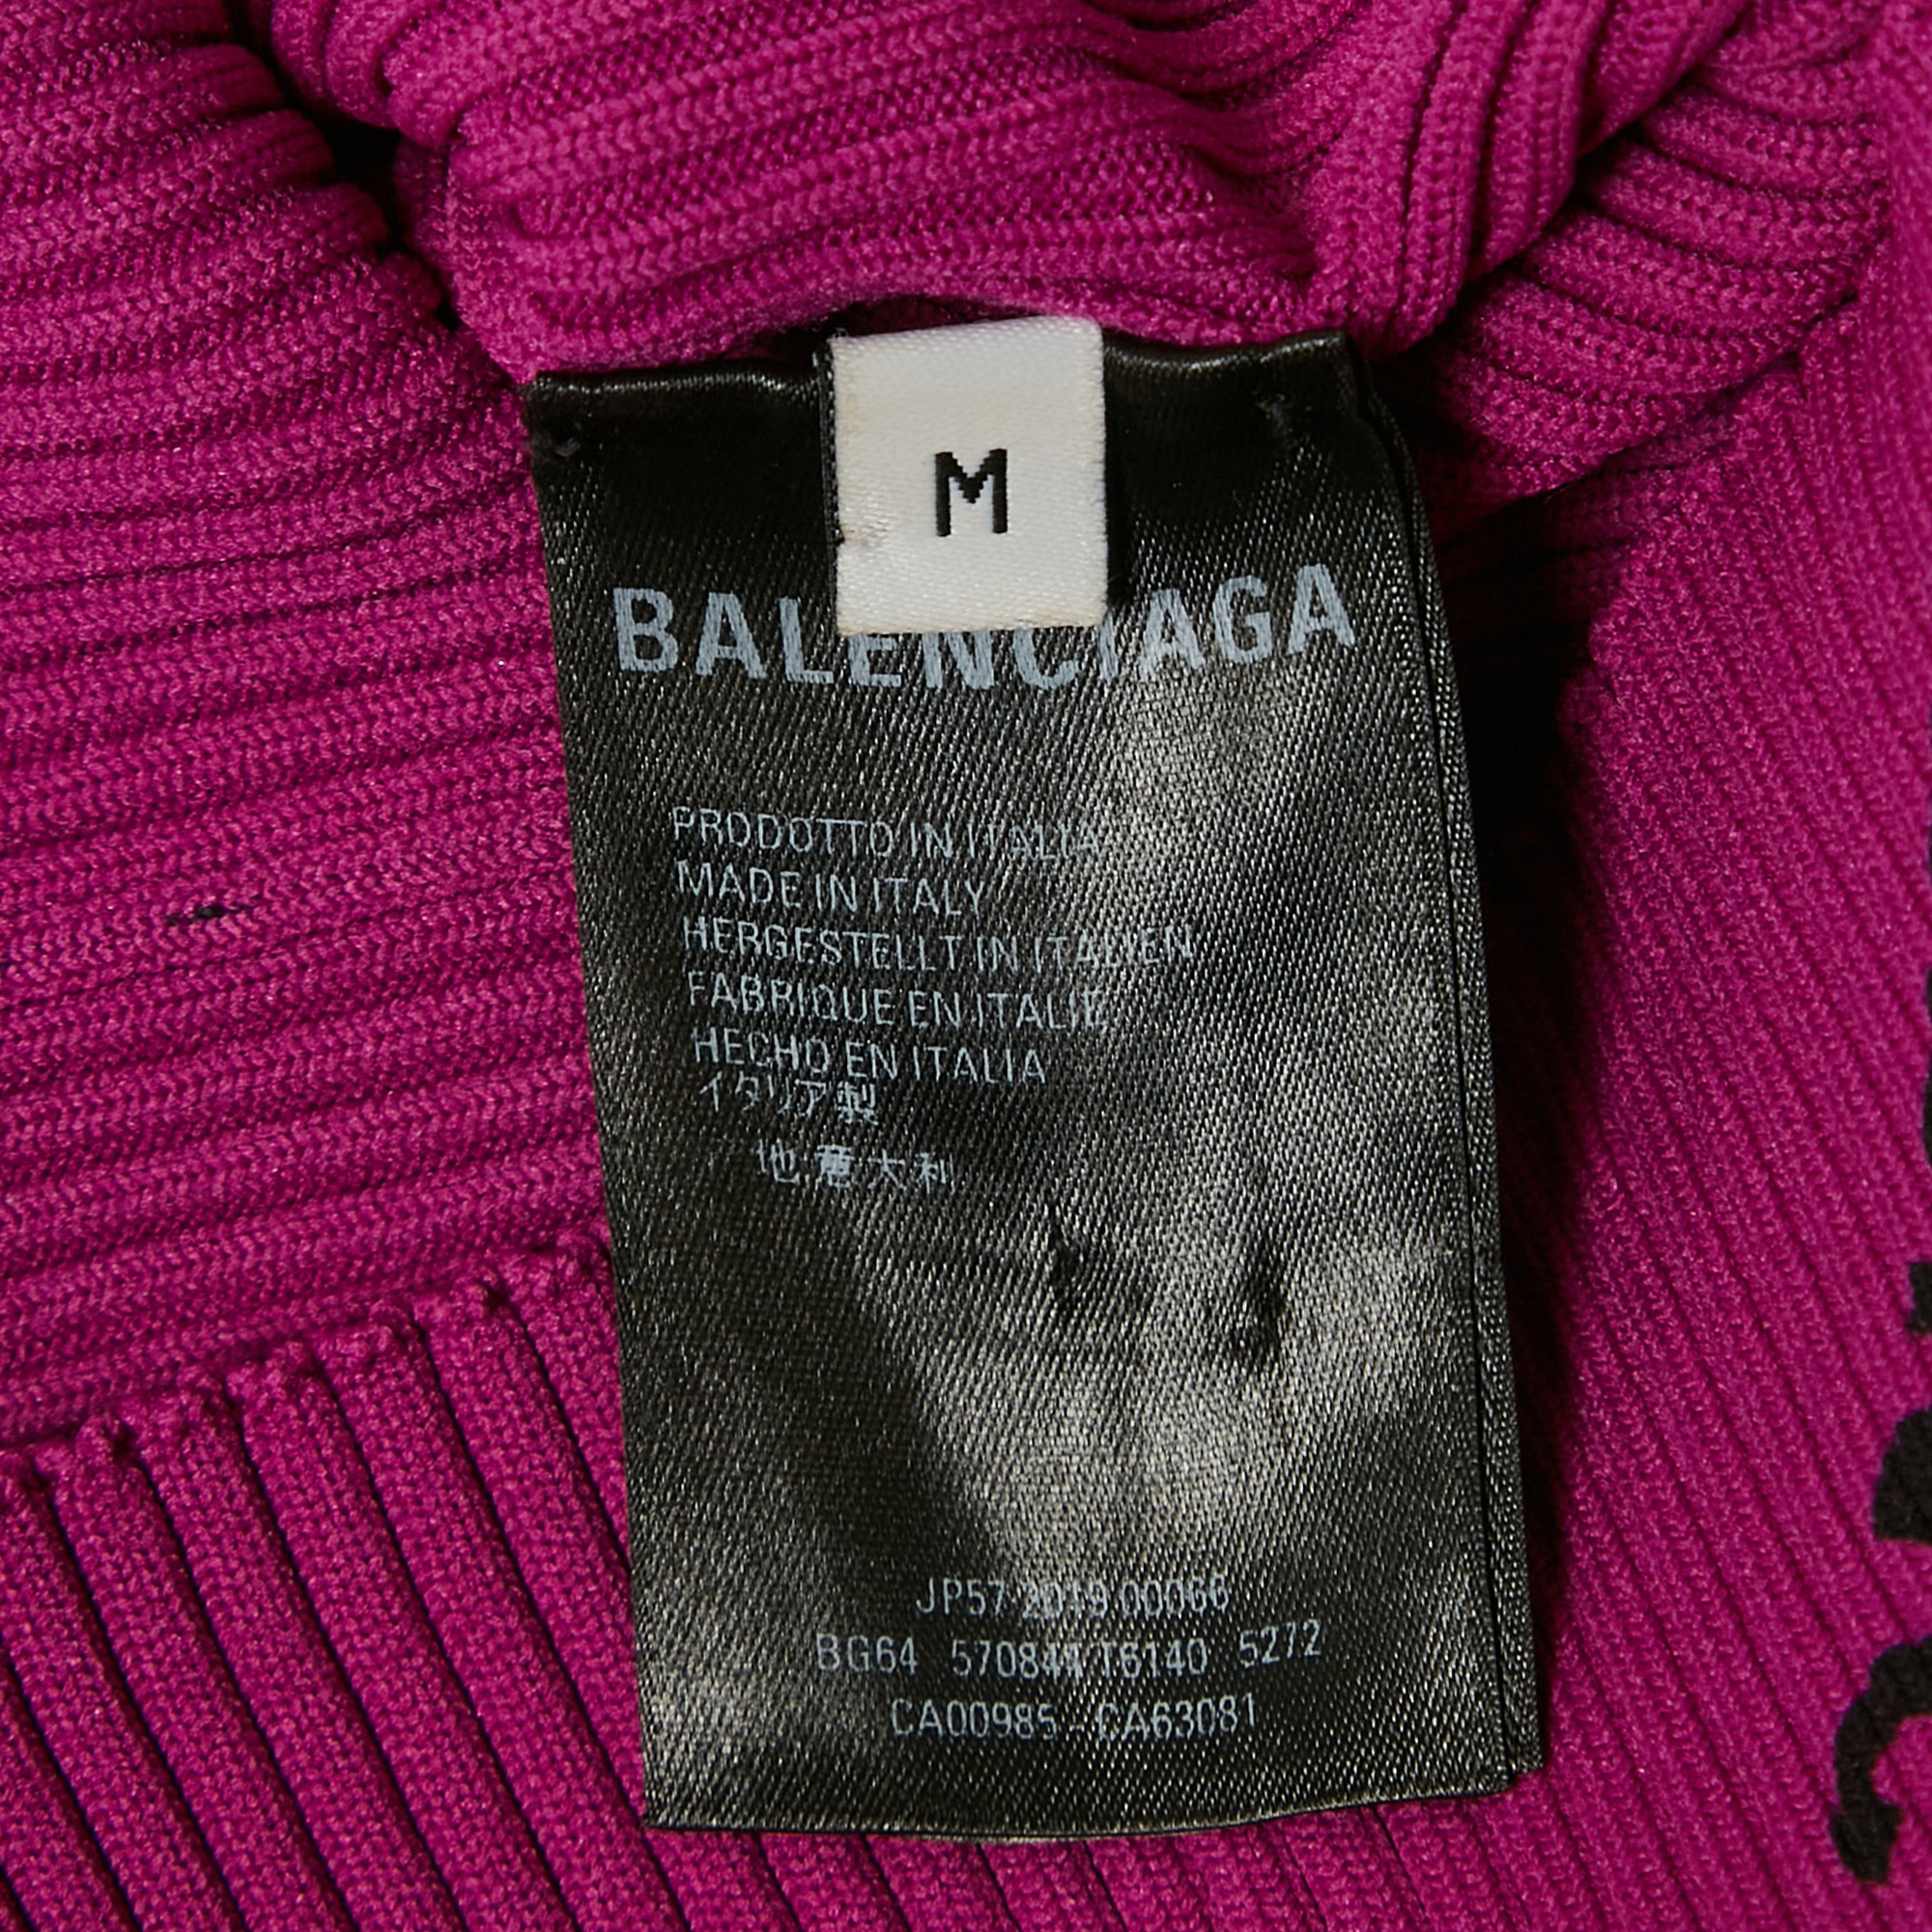 M
BALENCIAGA
PRODOTTO IN ITALIA
MADE IN ITALY
HERGESTELLT IN ITALIEN
FABRIQUE EN ITALIE
HECHO EN ITALIA
イタリア製
地意大利
JP57 2019 00066
BG64 570844 T6140 5272
CA00985 - CA63081